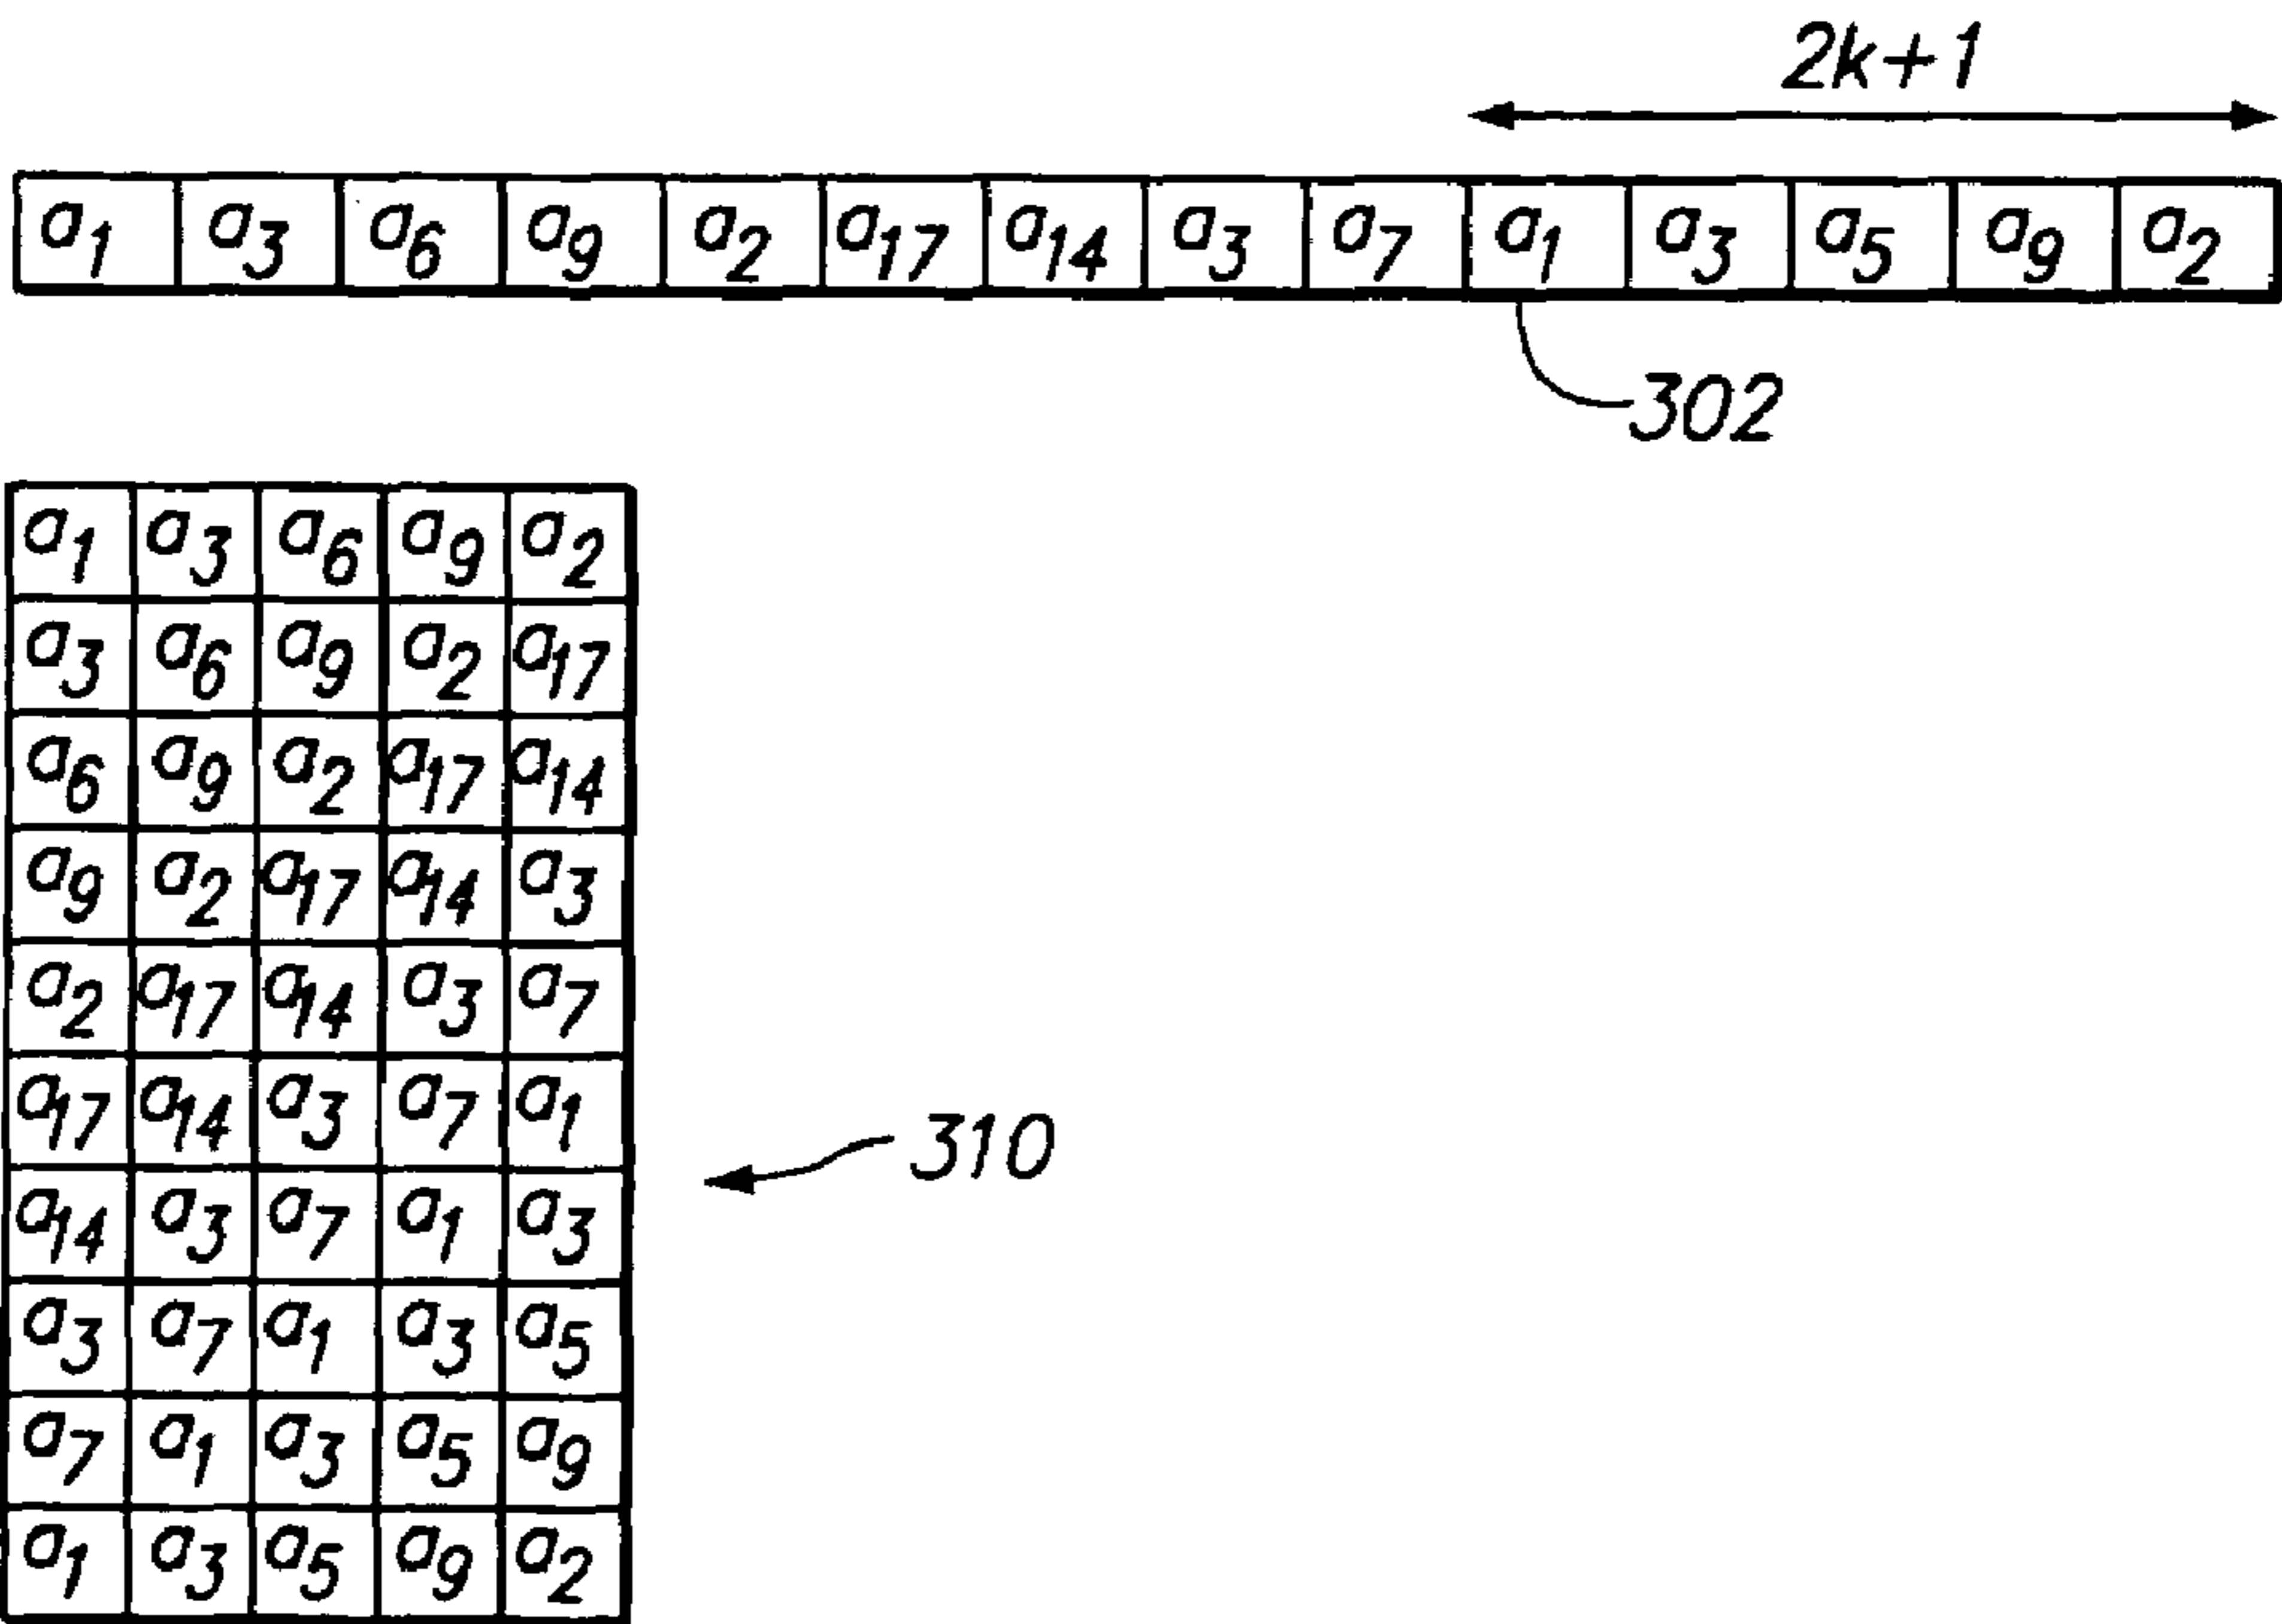 2k+1
a1 a3 a6 a9 a2 a17 a14 a3 a7 a1 a3 a5 a9 a2
302
a1 a3 a6 a9 a2
a3 a6 a9 a2 a17
a6 a9 a2 a17 a14
a9 a2 a17 a14 a3
a2 a17 a14 a3 a7
a17 a14 a3 a7 a1
310
a14 a3 a7 a1 a3
a3 a7 a1 a3 a5
a7 a1 a3 a5 a9
a1 a3 a5 a9 a2